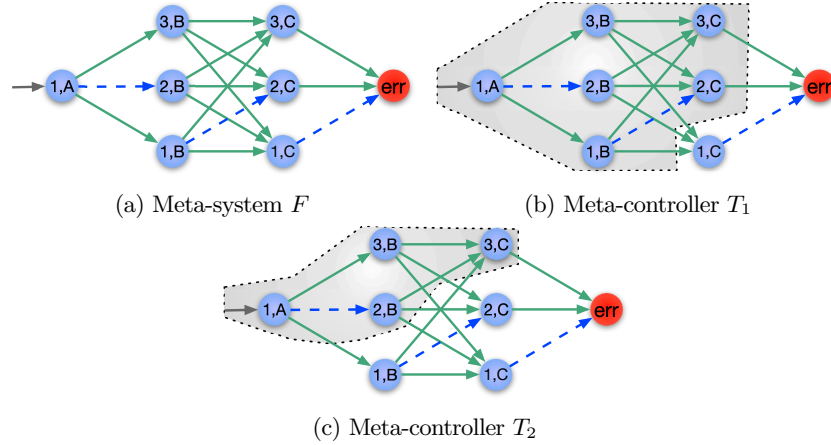 3,B 3,C 3,B 3,C
1,A 2,B 2,C err 1,A 2,B 2,C err
1,B 1,C 1,B 1,C
(a) Meta-system F (b) Meta-controller T₁
3,B 3,C
1,A 2,B 2,C err
1,B 1,C
(c) Meta-controller T₂